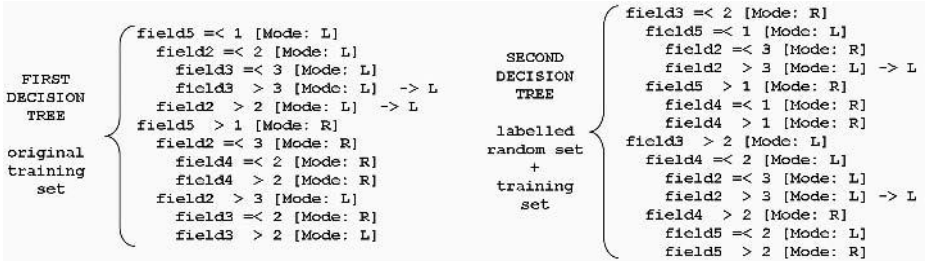 FIRST
DECISION
TREE
original
training
set
field5 =< 1 [Mode: L]
field2 =< 2 [Mode: L]
field3 =< 3 [Mode: L]
field3 > 3 [Mode: L] -> L
field2 > 2 [Mode: L] -> L
field5 > 1 [Mode: R]
field2 =< 3 [Mode: R]
field4 =< 2 [Mode: R]
field4 > 2 [Mode: R]
field2 > 3 [Mode: L]
field3 =< 2 [Mode: R]
field3 > 2 [Mode: L]
SECOND
DECISION
TREE
labelled
random set
+
training
set
field3 =< 2 [Mode: R]
field5 =< 1 [Mode: L]
field2 =< 3 [Mode: R]
field2 > 3 [Mode: L] -> L
field5 > 1 [Mode: R]
field4 =< 1 [Mode: R]
field4 > 1 [Mode: R]
field3 > 2 [Mode: L]
field4 =< 2 [Mode: L]
field2 =< 3 [Mode: L]
field2 > 3 [Mode: L] -> L
field4 > 2 [Mode: R]
field5 =< 2 [Mode: L]
field5 > 2 [Mode: R]